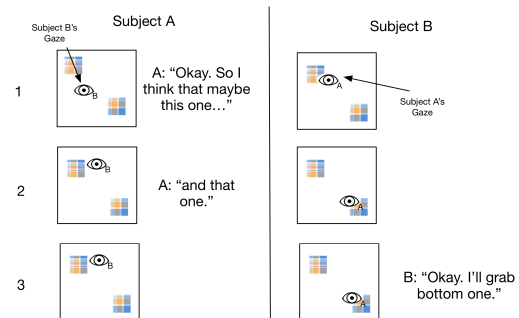 Subject A
Subject B
Subject B's
Gaze
1
B
A: “Okay. So I
think that maybe
this one…”
A
Subject A's
Gaze
2
B
A: “and that
one.”
A
3
B
A
B: “Okay. I’ll grab
bottom one.”